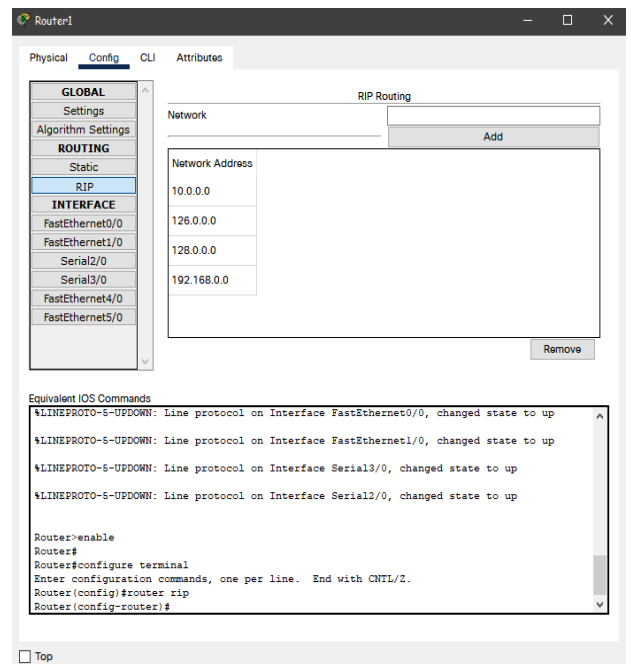 Router1
Physical Config CLI Attributes
GLOBAL
Settings
Algorithm Settings
ROUTING
Static
RIP
INTERFACE
FastEthernet0/0
FastEthernet1/0
Serial2/0
Serial3/0
FastEthernet4/0
FastEthernet5/0
RIP Routing
Network
Add
Network Address
10.0.0.0
126.0.0.0
128.0.0.0
192.168.0.0
Remove
Equivalent IOS Commands
%LINEPROTO-5-UPDOWN: Line protocol on Interface FastEthernet0/0, changed state to up
%LINEPROTO-5-UPDOWN: Line protocol on Interface FastEthernet1/0, changed state to up
%LINEPROTO-5-UPDOWN: Line protocol on Interface Serial3/0, changed state to up
%LINEPROTO-5-UPDOWN: Line protocol on Interface Serial2/0, changed state to up
Router>enable
Router#
Router#configure terminal
Enter configuration commands, one per line. End with CNTL/Z.
Router(config)#router rip
Router(config-router)#
Top